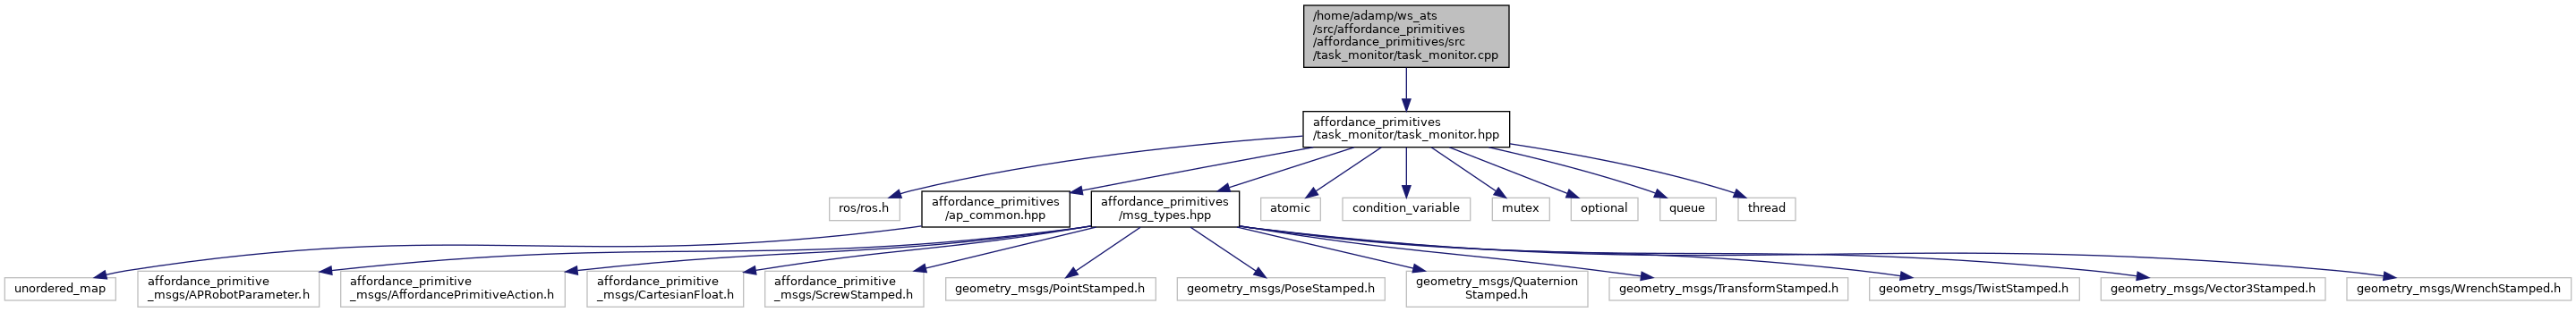 /home/adamp/ws_ats
/src/affordance_primitives
/affordance_primitives/src
/task_monitor/task_monitor.cpp
affordance_primitives
/task_monitor/task_monitor.hpp
ros/ros.h
affordance_primitives
/ap_common.hpp
affordance_primitives
/msg_types.hpp
atomic
condition_variable
mutex
optional
queue
thread
unordered_map
affordance_primitive
_msgs/APRobotParameter.h
affordance_primitive
_msgs/AffordancePrimitiveAction.h
affordance_primitive
_msgs/CartesianFloat.h
affordance_primitive
_msgs/ScrewStamped.h
geometry_msgs/PointStamped.h
geometry_msgs/PoseStamped.h
geometry_msgs/Quaternion
Stamped.h
geometry_msgs/TransformStamped.h
geometry_msgs/TwistStamped.h
geometry_msgs/Vector3Stamped.h
geometry_msgs/WrenchStamped.h